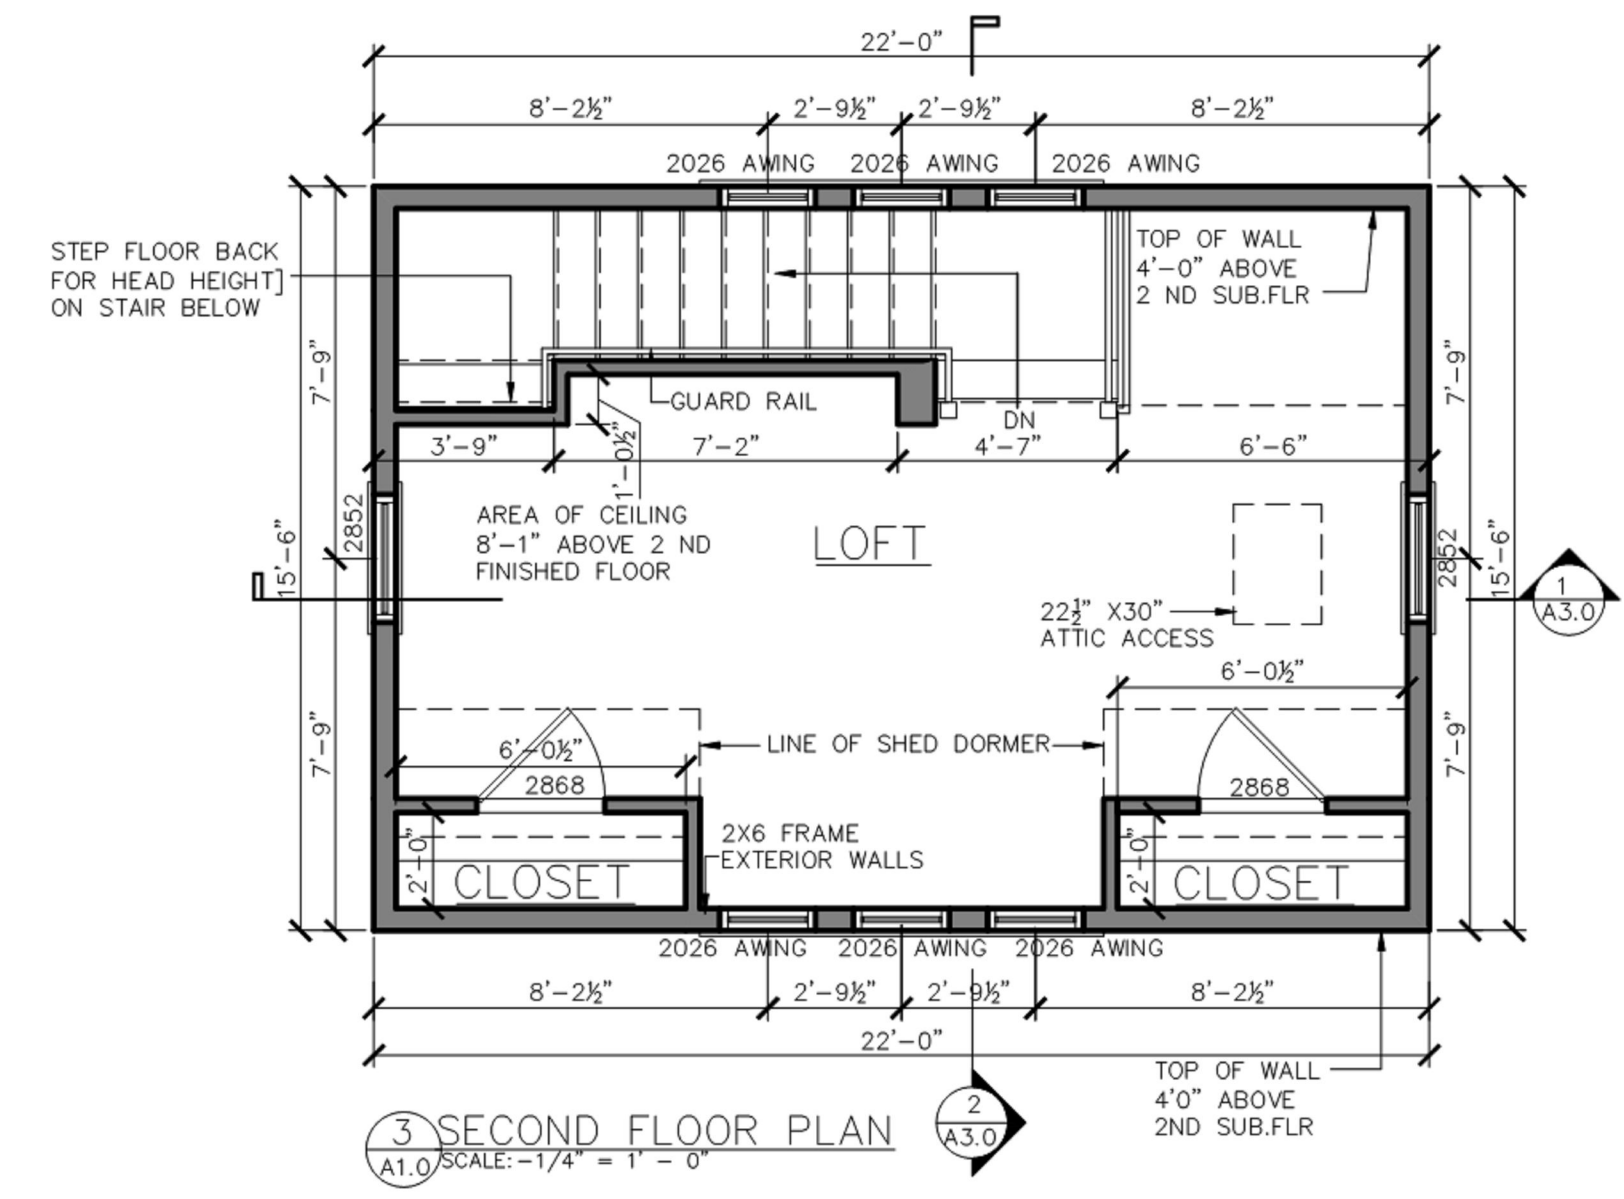 22'-0"
8'-2½" 2'-9½" 2'-9½" 8'-2½"
2026 AWING 2026 AWING 2026 AWING
STEP FLOOR BACK
FOR HEAD HEIGHT]
ON STAIR BELOW
TOP OF WALL
4'-0" ABOVE
2 ND SUB.FLR
7'-9"
7'-9"
GUARD RAIL
DN
3'-9" 7'-2" 4'-7" 6'-6"
1'-0½"
2852
15'-6"
AREA OF CEILING
8'-1" ABOVE 2 ND
FINISHED FLOOR
LOFT
2852
15'-6"
1
A3.0
22½" X30"
ATTIC ACCESS
6'-0½"
7'-9"
7'-9"
LINE OF SHED DORMER
6'-0½"
2868
2868
2X6 FRAME
EXTERIOR WALLS
2'-0"
CLOSET
2'-0"
CLOSET
2026 AWING 2026 AWING 2026 AWING
8'-2½" 2'-9½" 2'-9½" 8'-2½"
22'-0"
TOP OF WALL
4'0" ABOVE
2ND SUB.FLR
2
A3.0
3
A1.0
SECOND FLOOR PLAN
SCALE:-1/4" = 1' - 0"